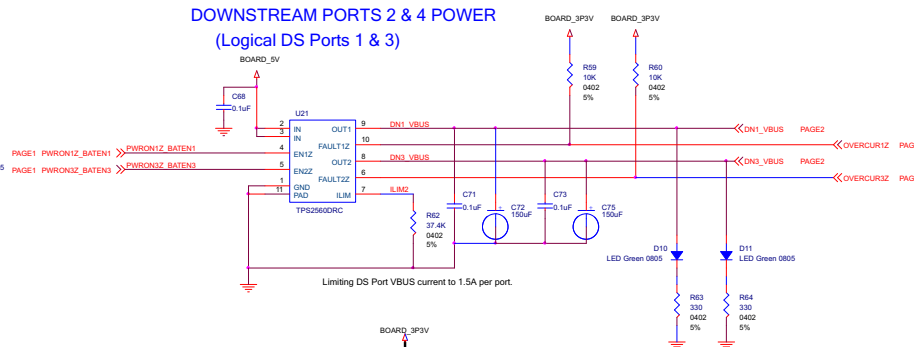 DOWNSTREAM PORTS 2 & 4 POWER
(Logical DS Ports 1 & 3)
BOARD_3P3V BOARD_3P3V
BOARD_5V
R59
10K
0402
5%
R60
10K
0402
5%
C68
0.1uF
U21
2 IN OUT1 9 DN1_VBUS
3 IN FAULT1Z 10
4 EN1Z OUT2 8 DN3_VBUS
5 EN2Z FAULT2Z 6
1 GND
11 PAD ILIM 7 ILIM2
TPS2560DRC
PAGE1 PWRON1Z_BATEN1 PWRON1Z_BATEN1
PAGE1 PWRON3Z_BATEN3 PWRON3Z_BATEN3
DN1_VBUS PAGE2
OVERCUR1Z PAG
DN3_VBUS PAGE2
OVERCUR3Z PAG
C71
0.1uF
C72
150uF
C73
0.1uF
C75
150uF
R62
37.4K
0402
5%
D10
LED Green 0805
D11
LED Green 0805
Limiting DS Port VBUS current to 1.5A per port.
R63
330
0402
5%
R64
330
0402
5%
BOARD_3P3V